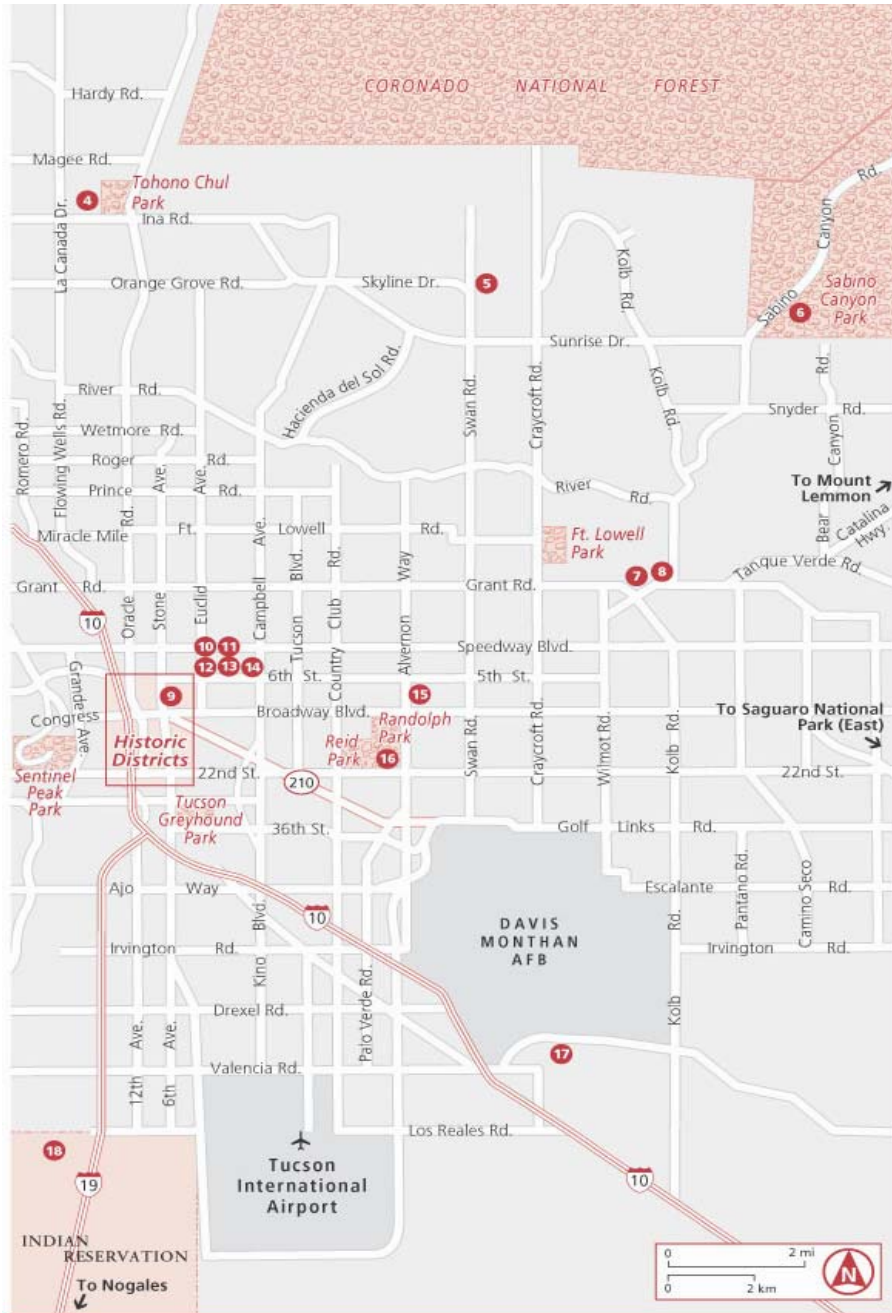 CORONADO NATIONAL FOREST
Hardy Rd.
Magee Rd.
4
Tohono Chul
Park
La Canada Dr.
Ina Rd.
Rd.
Canyon
Sabino
Orange Grove Rd.
Skyline Dr.
5
Kolb Rd.
6
Sabino
Canyon
Park
Sunrise Dr.
Hacienda del Sol Rd.
Swan Rd.
Craycroft Rd.
Kolb Rd.
River Rd.
Snyder Rd.
Bear Canyon Rd.
Wetmore Rd.
Roger Rd.
Prince Rd.
Romero Rd.
Flowing Wells Rd.
River Rd.
To Mount
Lemmon
Catalina
Hwy.
Miracle Mile
Ft. Lowell Rd.
Ft. Lowell
Park
Tanque Verde Rd.
Grant Rd.
Grant Rd.
7
8
10
Oracle Rd.
Stone Ave.
Euclid Ave.
Campbell Ave.
Tucson Blvd.
Country Club Rd.
Alvernon Way
10
11
Speedway Blvd.
12
13
14
6th St.
5th St.
Grande Ave.
9
15
Congress
Broadway Blvd.
Randolph
Park
Reid
Park
16
Historic
Districts
To Saguaro National
Park (East)
Swan Rd.
Craycroft Rd.
Wilmot Rd.
Kolb Rd.
Sentinel
Peak
Park
22nd St.
22nd St.
210
Tucson
Greyhound
Park
36th St.
Golf Links Rd.
Ajo Way
Escalante Rd.
Pantano Rd.
Camino Seco
10
DAVIS
MONTHAN
AFB
Irvington Rd.
Irvington Rd.
Kino Blvd.
Palo Verde Rd.
Kolb Rd.
Drexel Rd.
17
Valencia Rd.
12th Ave.
6th Ave.
Los Reales Rd.
18
19
Tucson
International
Airport
10
INDIAN
RESERVATION
To Nogales
0 2 mi
0 2 km
N